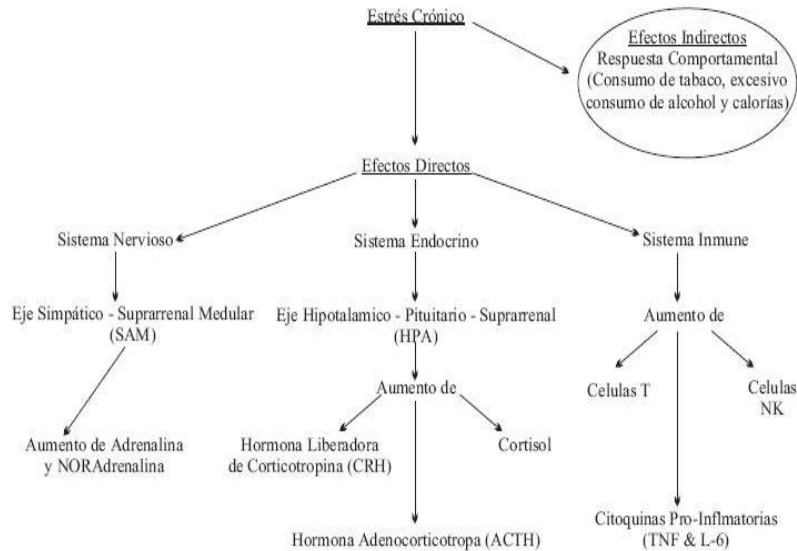 Estrés Crónico
Efectos Indirectos
Respuesta Comportamental
(Consumo de tabaco, excesivo
consumo de alcohol y calorías)
Efectos Directos
Sistema Nervioso
Sistema Endocrino
Sistema Inmune
Eje Simpático - Suprarrenal Medular
(SAM)
Eje Hipotalamico - Pituitario - Suprarrenal
(HPA)
Aumento de
Aumento de
Celulas T
Celulas
NK
Aumento de Adrenalina
y NORAdrenalina
Hormona Liberadora
de Corticotropina (CRH)
Cortisol
Hormona Adenocorticotropa (ACTH)
Citoquinas Pro-Inflmatorias
(TNF & L-6)